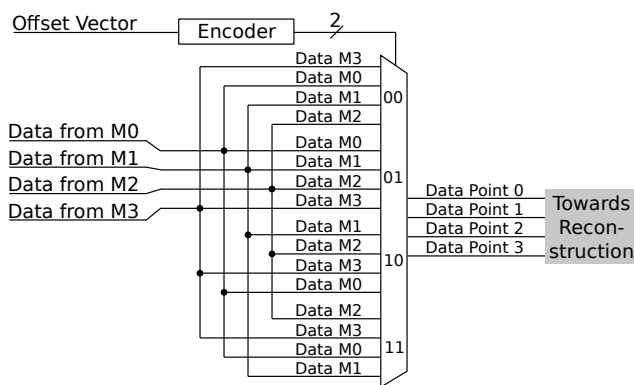 Offset Vector
Encoder
2
Data M3
Data M0
Data M1
Data M2
00
Data M0
Data M1
Data M2
Data M3
01
Data M1
Data M2
Data M3
Data M0
10
Data M2
Data M3
Data M0
Data M1
11
Data from M0
Data from M1
Data from M2
Data from M3
Data Point 0
Data Point 1
Data Point 2
Data Point 3
Towards
Recon-
struction